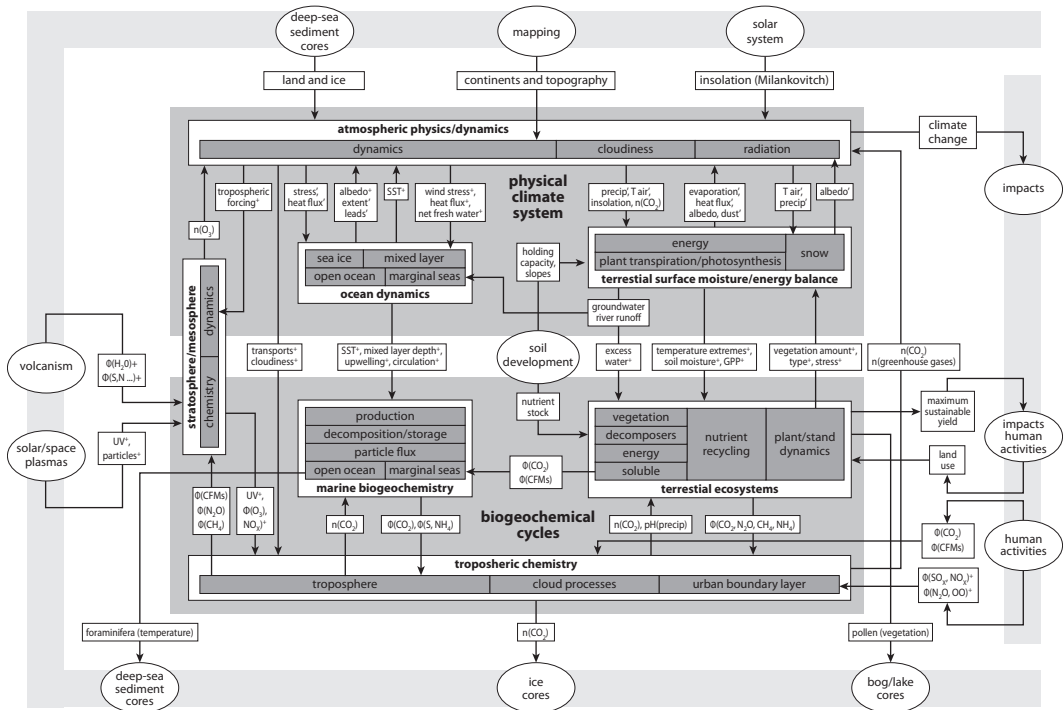 deep-sea
sediment
cores
mapping
solar
system
land and ice
continents and topography
insolation (Milankovitch)
atmospheric physics/dynamics
dynamics
cloudiness
radiation
climate
change
impacts
physical
climate
system
n(O₃)
tropospheric
forcing⁺
stress′,
heat flux′
albedo⁺
extent′
leads′
SST⁺
wind stress⁺,
heat flux⁺,
net fresh water⁺
precip′, T air′,
insolation, n(CO₂)
evaporation′,
heat flux′,
albedo, dust′
T air′,
precip′
albedo′
sea ice
mixed layer
open ocean
marginal seas
ocean dynamics
holding
capacity,
slopes
energy
plant transpiration/photosynthesis
snow
terrestial surface moisture/energy balance
stratosphere/mesosphere
dynamics
chemistry
groundwater
river runoff
volcanism
Φ(H₂0)+
Φ(S,N ...)+
transports⁺
cloudiness⁺
SST⁺, mixed layer depth⁺,
upwelling⁺, circulation⁺
soil
development
excess
water⁺
temperature extremes⁺,
soil moisture⁺, GPP⁺
vegetation amount⁺,
type⁺, stress⁺
n(CO₂)
n(greenhouse gases)
nutrient
stock
maximum
sustainable
yield
impacts
human
activities
land
use
solar/space
plasmas
UV⁺,
particles⁺
production
decomposition/storage
particle flux
open ocean
marginal seas
marine biogeochemistry
Φ(CO₂)
Φ(CFMs)
vegetation
decomposers
energy
soluble
nutrient
recycling
plant/stand
dynamics
terrestial ecosystems
Φ(CFMs)
Φ(N₂O)
Φ(CH₄)
UV⁺,
Φ(O₃),
NOₓ)⁺
n(CO₂)
Φ(CO₂), Φ(S, NH₄)
biogeochemical
cycles
n(CO₂), pH(precip)
Φ(CO₂, N₂O, CH₄, NH₄)
Φ(CO₂)
Φ(CFMs)
human
activities
troposheric chemistry
troposphere
cloud processes
urban boundary layer
Φ(SOₓ, NOₓ)⁺
Φ(N₂O, OO)⁺
foraminifera (temperature)
n(CO₂)
pollen (vegetation)
deep-sea
sediment
cores
ice
cores
bog/lake
cores